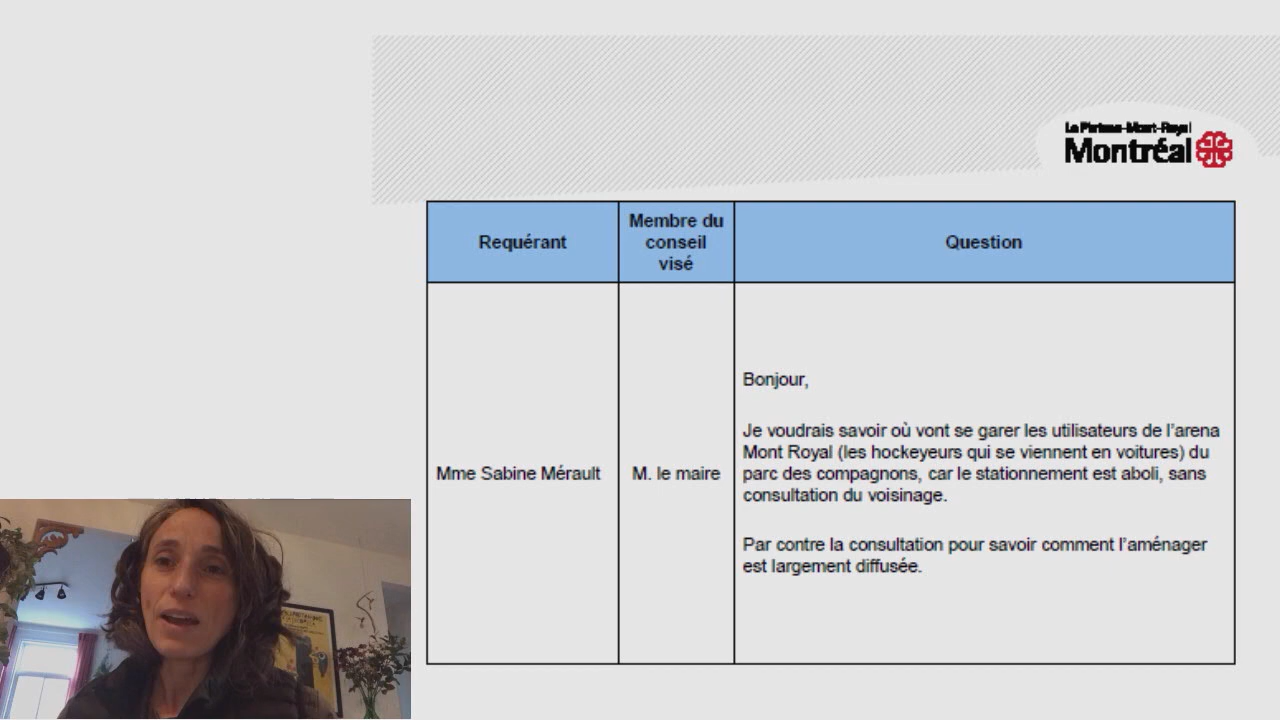 Le Plateau-Mont-Royal
Montréal
Requérant
Membre du
conseil
visé
Question
Mme Sabine Mérault
M. le maire
Bonjour,
Je voudrais savoir où vont se garer les utilisateurs de l'arena
Mont Royal (les hockeyeurs qui se viennent en voitures) du
parc des compagnons, car le stationnement est aboli, sans
consultation du voisinage.
Par contre la consultation pour savoir comment l'aménager
est largement diffusée.